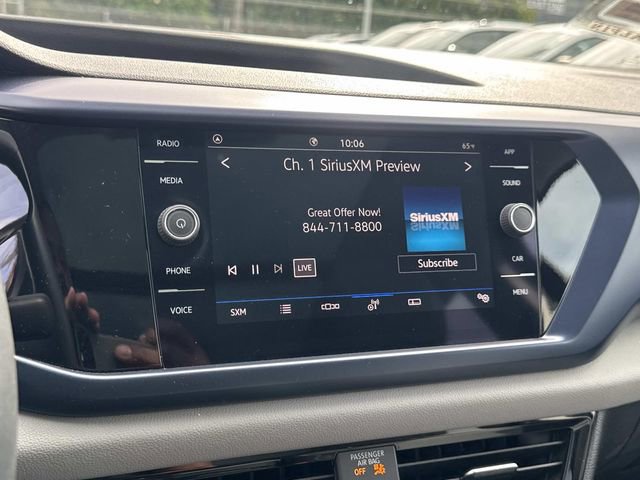 RADIO
MEDIA
PHONE
VOICE
10:06
65°F
Ch. 1 SiriusXM Preview
Great Offer Now!
844-711-8800
SiriusXM
LIVE
Subscribe
SXM
APP
SOUND
CAR
MENU
PASSENGER
AIR BAG
OFF